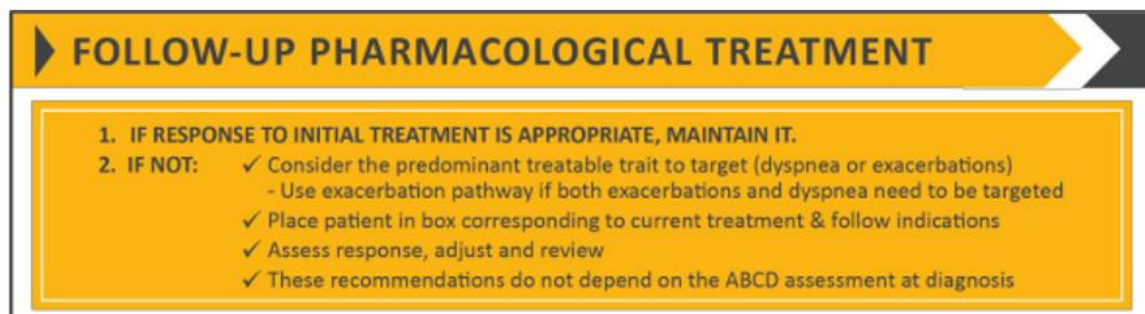 FOLLOW-UP PHARMACOLOGICAL TREATMENT
1. IF RESPONSE TO INITIAL TREATMENT IS APPROPRIATE, MAINTAIN IT.
2. IF NOT: ✓ Consider the predominant treatable trait to target (dyspnea or exacerbations)
- Use exacerbation pathway if both exacerbations and dyspnea need to be targeted
✓ Place patient in box corresponding to current treatment & follow indications
✓ Assess response, adjust and review
✓ These recommendations do not depend on the ABCD assessment at diagnosis